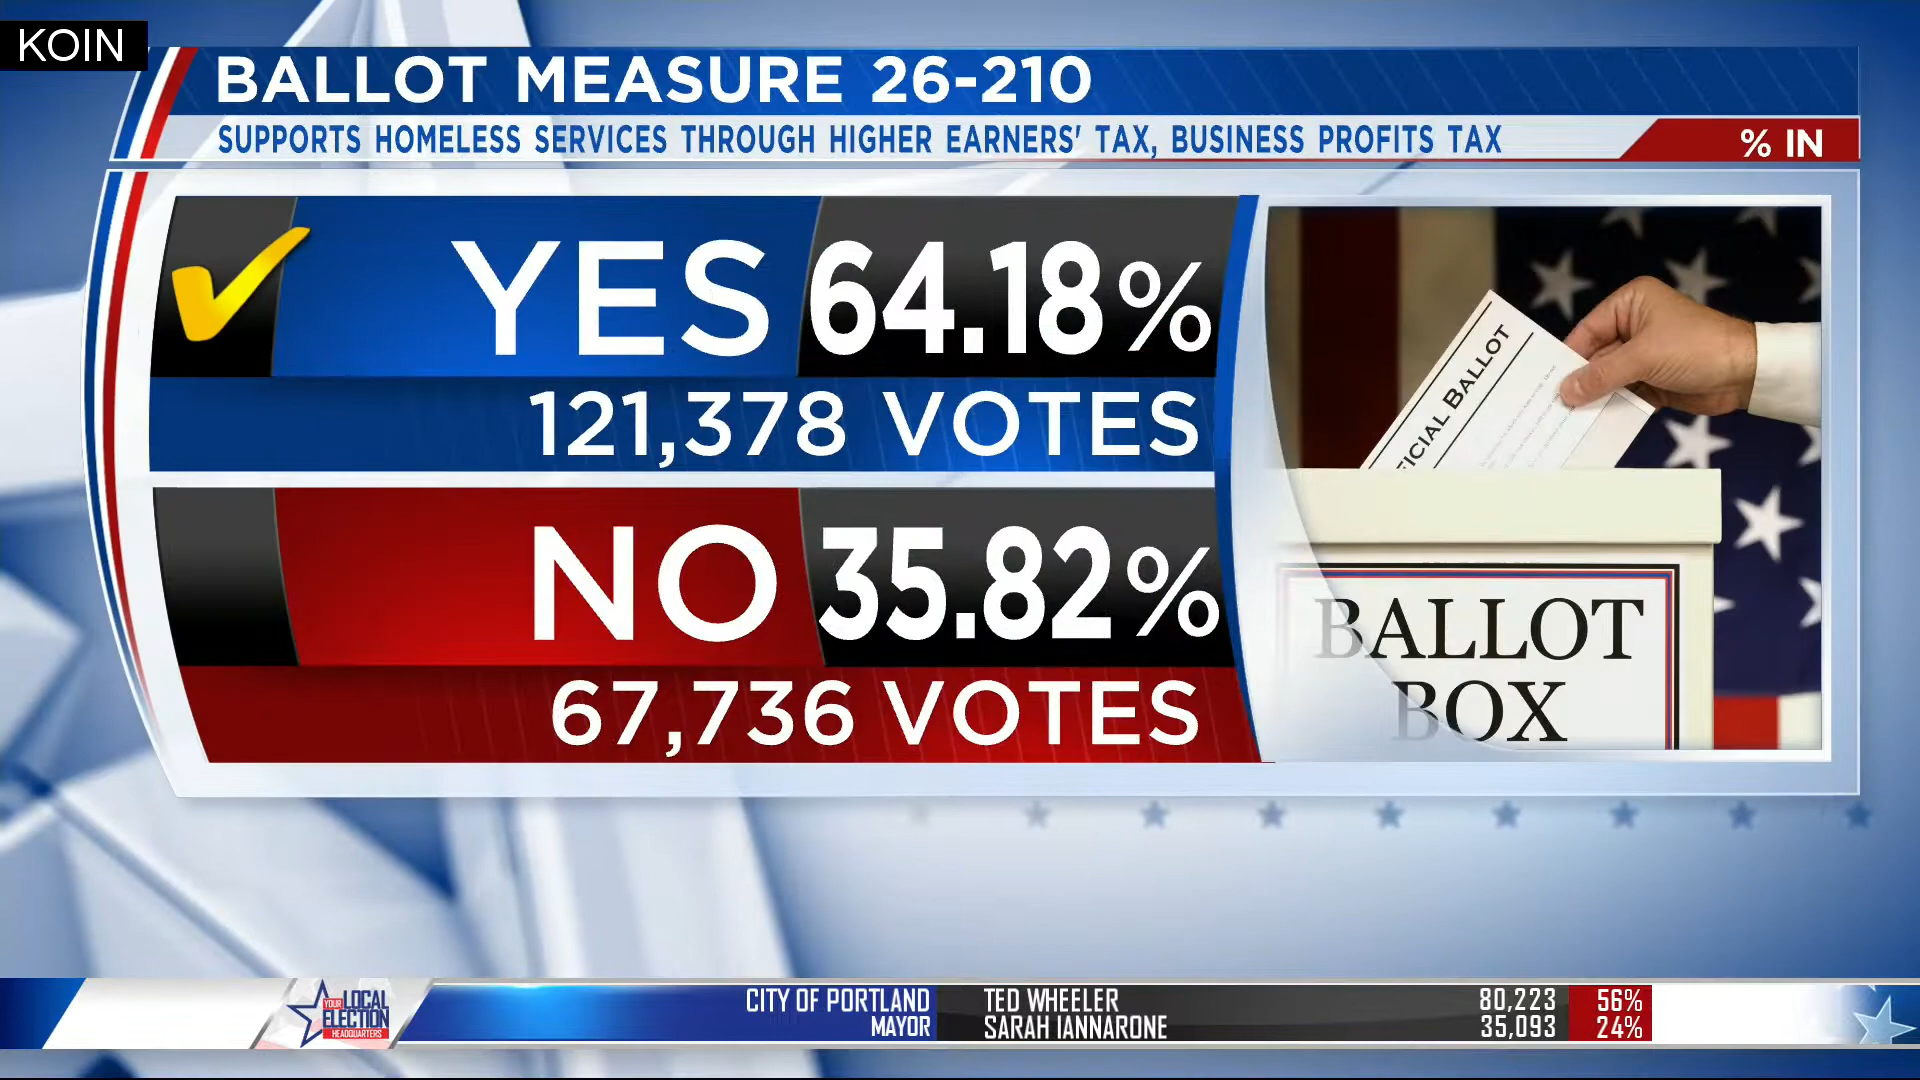 KOIN
BALLOT MEASURE 26-210
SUPPORTS HOMELESS SERVICES THROUGH HIGHER EARNERS' TAX, BUSINESS PROFITS TAX
% IN
YES 64.18%
121,378 VOTES
NO 35.82%
67,736 VOTES
FICIAL BALLOT
BALLOT
BOX
YOUR
LOCAL
ELECTION
HEADQUARTERS
CITY OF PORTLAND
MAYOR
TED WHEELER 80,223 56%
SARAH IANNARONE 35,093 24%